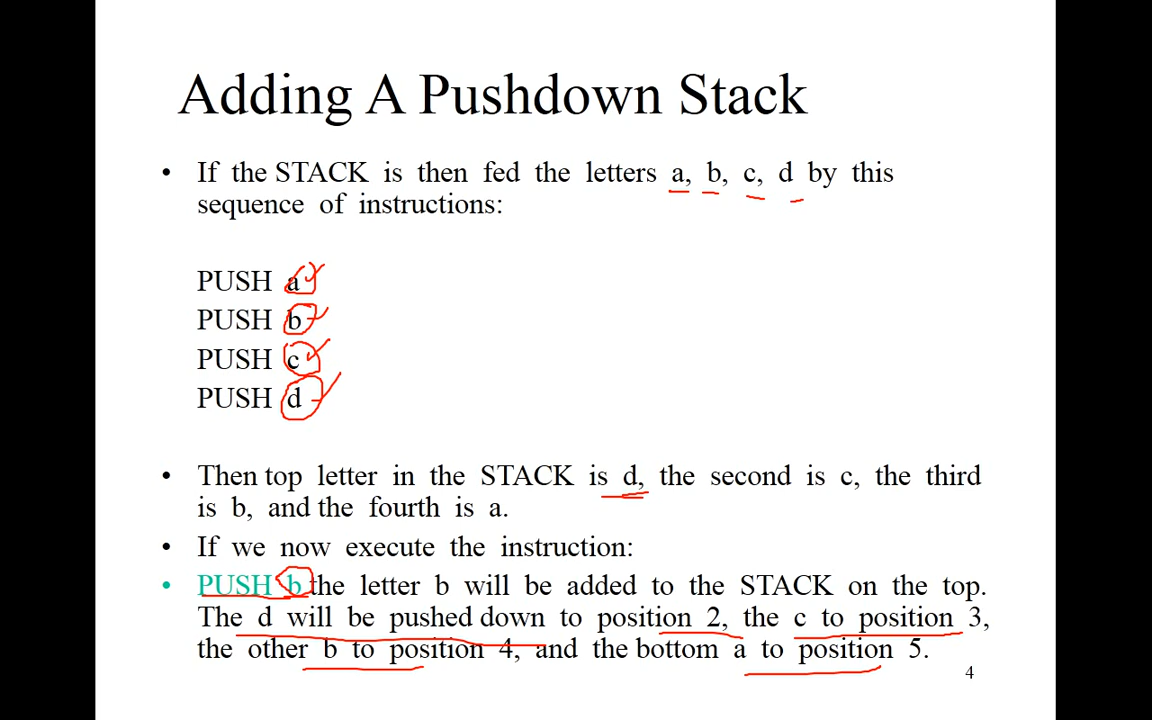 Adding A Pushdown Stack
• If the STACK is then fed the letters a, b, c, d by this
sequence of instructions:
PUSH a
PUSH b
PUSH c
PUSH d
• Then top letter in the STACK is d, the second is c, the third
is b, and the fourth is a.
• If we now execute the instruction:
• PUSH b the letter b will be added to the STACK on the top.
The d will be pushed down to position 2, the c to position 3,
the other b to position 4, and the bottom a to position 5.
4